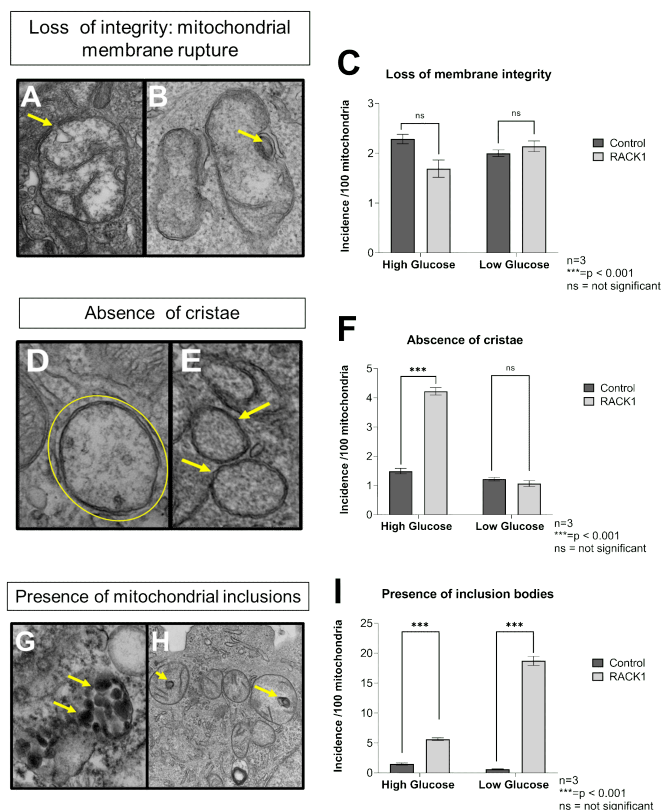 Loss of integrity: mitochondrial
membrane rupture
A
B
C
Loss of membrane integrity
Incidence /100 mitochondria
3
2
1
0
ns
ns
High Glucose
Low Glucose
Control
RACK1
n=3
***=p < 0.001
ns = not significant
Absence of cristae
D
E
F
Abscence of cristae
Incidence /100 mitochondria
5
4
3
2
1
0
***
ns
High Glucose
Low Glucose
Control
RACK1
n=3
***=p < 0.001
ns = not significant
Presence of mitochondrial inclusions
G
H
I
Presence of inclusion bodies
Incidence /100 mitochondria
25
20
15
10
5
0
***
***
High Glucose
Low Glucose
Control
RACK1
n=3
***=p < 0.001
ns = not significant